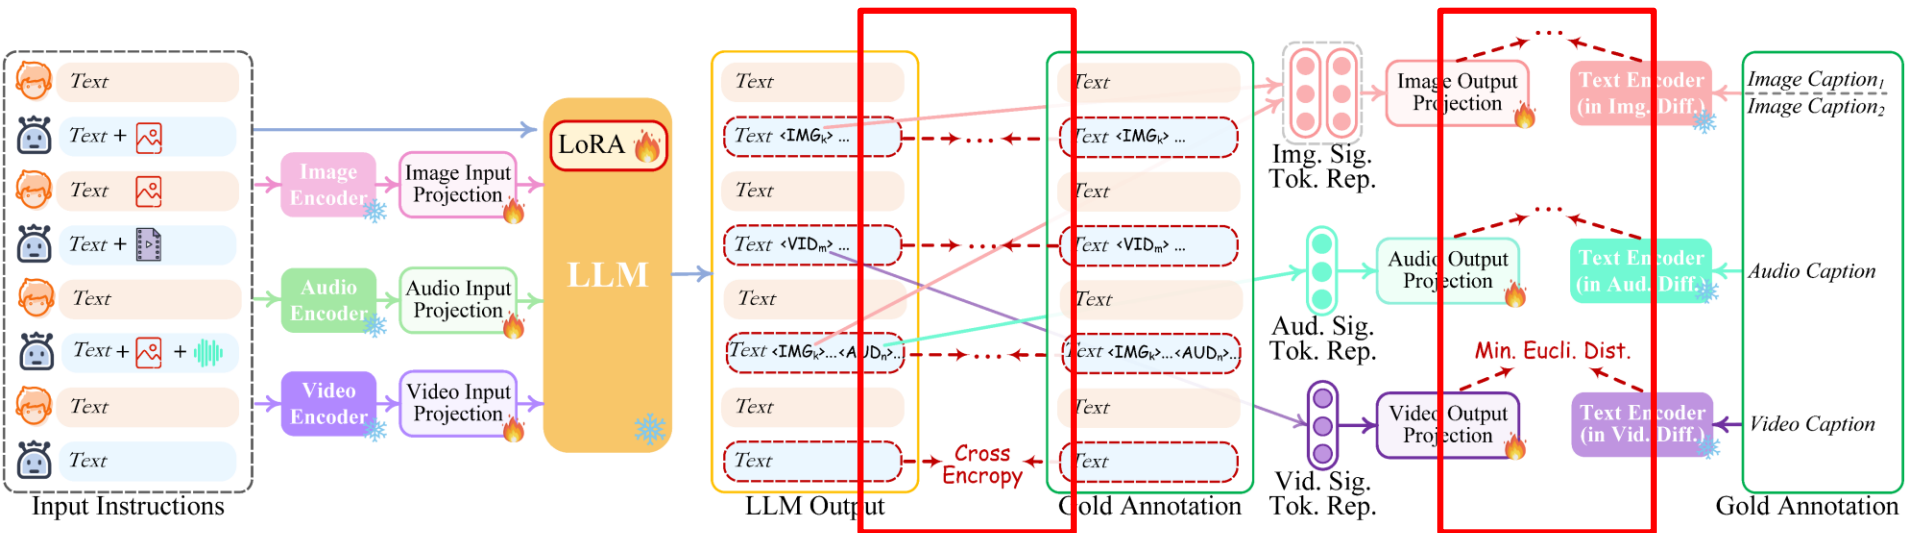 Text
Text +
Text
Text +
Text
Text + +
Text
Text
Input Instructions
Image
Encoder
Image Input
Projection
Audio
Encoder
Audio Input
Projection
Video
Encoder
Video Input
Projection
LoRA
LLM
Text
Text <IMGk> ...
Text
Text <VIDm> ...
Text
Text <IMGk>...<AUDn>...
Text
Text
LLM Output
...
...
...
Cross
Encropy
Text
Text <IMGk> ...
Text
Text <VIDm> ...
Text
Text <IMGk>...<AUDn>...
Text
Text
Gold Annotation
Img. Sig.
Tok. Rep.
Aud. Sig.
Tok. Rep.
Vid. Sig.
Tok. Rep.
Image Output
Projection
Audio Output
Projection
Video Output
Projection
...
...
Min. Eucli. Dist.
Text Encoder
(in Img. Diff.)
Text Encoder
(in Aud. Diff.)
Text Encoder
(in Vid. Diff.)
Image Caption1
Image Caption2
Audio Caption
Video Caption
Gold Annotation